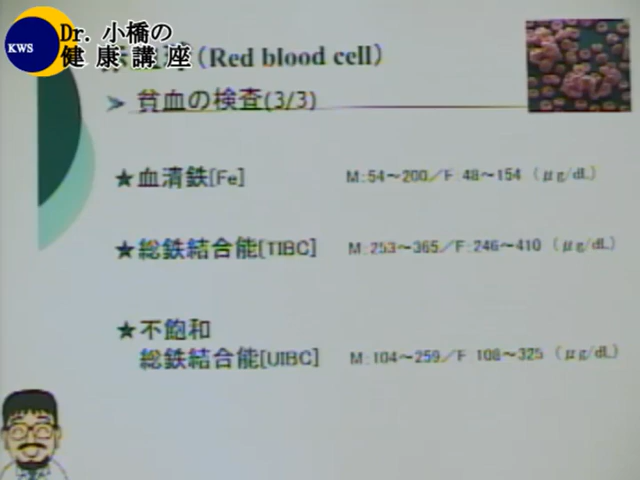 KWS
Dr. 小橋の
健康講座
(Red blood cell)
➢ 貧血の検査(3/3)
★血清鉄[Fe] M:54～200／F:48～154 (μg/dL)
★総鉄結合能[TIBC] M:253～365／F:246～410 (μg/dL)
★不飽和
総鉄結合能[UIBC] M:104～259／F 108～325 (μg/dL)